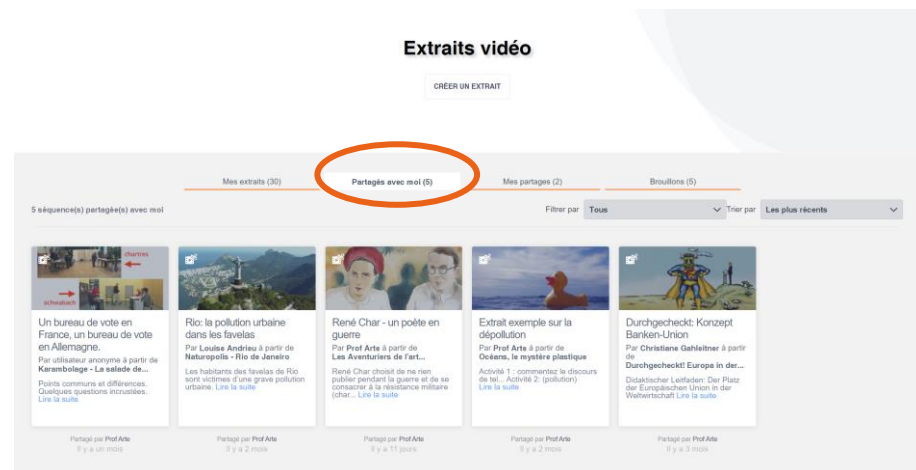 Extraits vidéo
CRÉER UN EXTRAIT
Mes extraits (30)
Partagés avec moi (5)
Mes partages (2)
Brouillons (5)
5 séquence(s) partagée(s) avec moi
Filtrer par Tous
Trier par Les plus récents
chartres
schwabach
Un bureau de vote en
France, un bureau de vote
en Allemagne.
Par utilisateur anonyme à partir de
Karambolage - La salade de...
Points communs et différences.
Quelques questions incrustées.
Lire la suite
Partagé par Prof Arte
Il y a un mois
Rio: la pollution urbaine
dans les favelas
Par Louise Andrieu à partir de
Naturopolis - Rio de Janeiro
Les habitants des favelas de Rio
sont victimes d'une grave pollution
urbaine. Lire la suite
Partagé par Prof Arte
Il y a 2 mois
René Char - un poète en
guerre
Par Prof Arte à partir de
Les Aventuriers de l'art...
René Char choisit de ne rien
publier pendant la guerre et de se
consacrer à la résistance militaire
(char... Lire la suite
Partagé par Prof Arte
Il y a 11 jours
Extrait exemple sur la
dépollution
Par Prof Arte à partir de
Océans, le mystère plastique
Activité 1 : commentez le discours
de tel... Activité 2: (pollution)
Lire la suite
Partagé par Prof Arte
Il y a 2 mois
Durchgecheckt: Konzept
Banken-Union
Par Christiane Gahleitner à partir
de
Durchgecheckt! Europa in der...
Didaktischer Leitfaden: Der Platz
der Europäischen Union in der
Weltwirtschaft Lire la suite
Partagé par Prof Arte
Il y a 3 mois